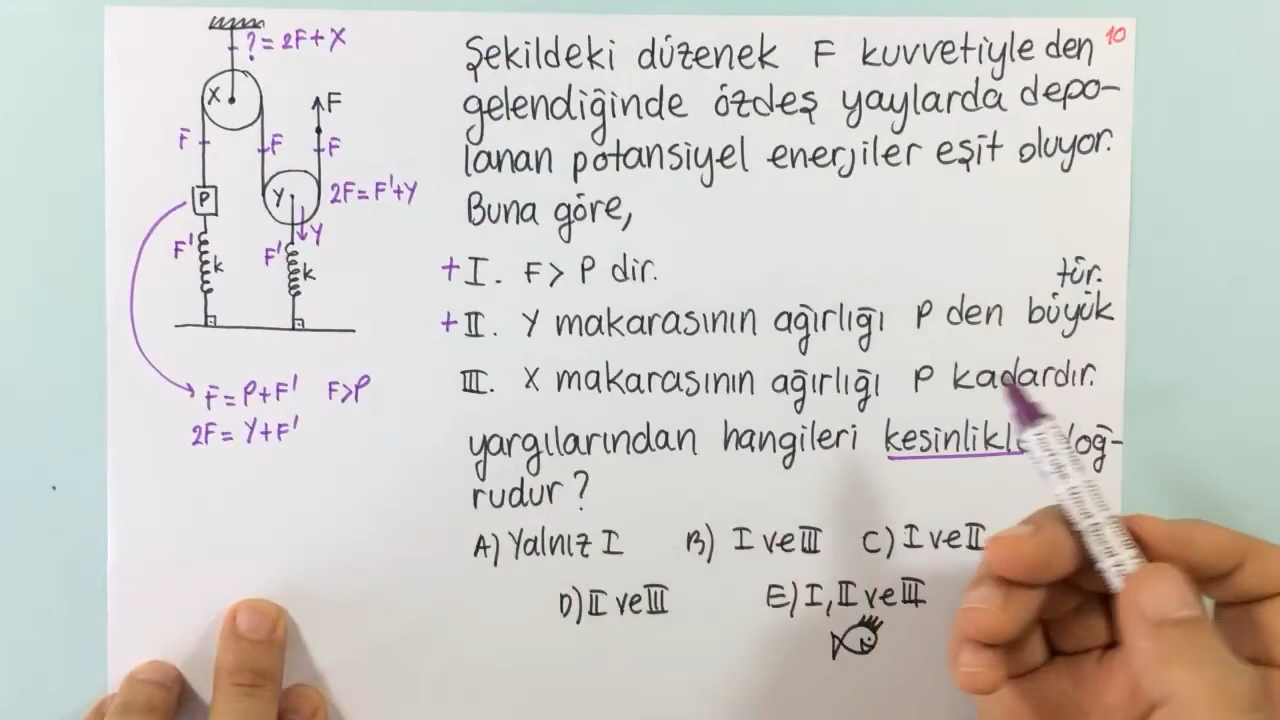 10
? = 2F+X
X
F
F
F
F
P
Y
2F=F'+Y
Y
F'
k
F'
k
F=P+F' F>P
2F=Y+F'
Şekildeki düzenek F kuvvetiyle den
gelendiğinde özdeş yaylarda depo-
lanan potansiyel enerjiler eşit oluyor.
Buna göre,
+I. F> P dir.
tür.
+II. Y makarasının ağırlığı P den büyük
III. X makarasının ağırlığı P kadardır.
yargılarından hangileri
rudur?
A) Yalnız I B) I ve III C) I ve II
D) II ve III E) I, II ve III